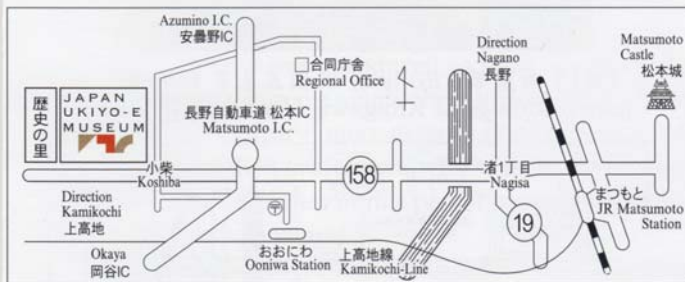 Azumino I.C.
安曇野IC
合同庁舎
Regional Office
Direction
Nagano
長野
Matsumoto
Castle
松本城
歴史の里
JAPAN
UKIYO-E
MUSEUM
長野自動車道 松本IC
Matsumoto I.C.
小柴
Koshiba
158
渚1丁目
Nagisa
19
まつもと
JR Matsumoto
Station
Direction
Kamikochi
上高地
〒
Okaya
岡谷IC
おおにわ
Ooniwa Station
上高地線
Kamikochi-Line